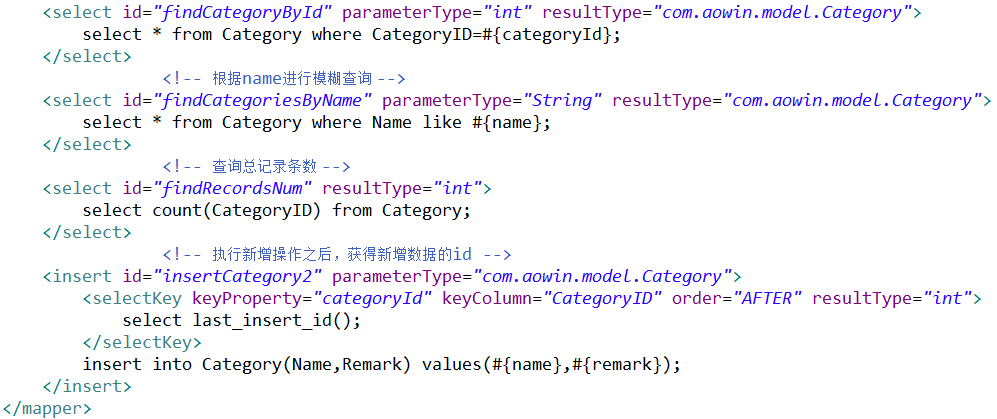 <select id="findCategoryById" parameterType="int" resultType="com.aowin.model.Category">
select * from Category where CategoryID=#{categoryId};
</select>
<!-- 根据name进行模糊查询 -->
<select id="findCategoriesByName" parameterType="String" resultType="com.aowin.model.Category">
select * from Category where Name like #{name};
</select>
<!-- 查询总记录条数 -->
<select id="findRecordsNum" resultType="int">
select count(CategoryID) from Category;
</select>
<!-- 执行新增操作之后，获得新增数据的id -->
<insert id="insertCategory2" parameterType="com.aowin.model.Category">
<selectKey keyProperty="categoryId" keyColumn="CategoryID" order="AFTER" resultType="int">
select last_insert_id();
</selectKey>
insert into Category(Name,Remark) values(#{name},#{remark});
</insert>
</mapper>